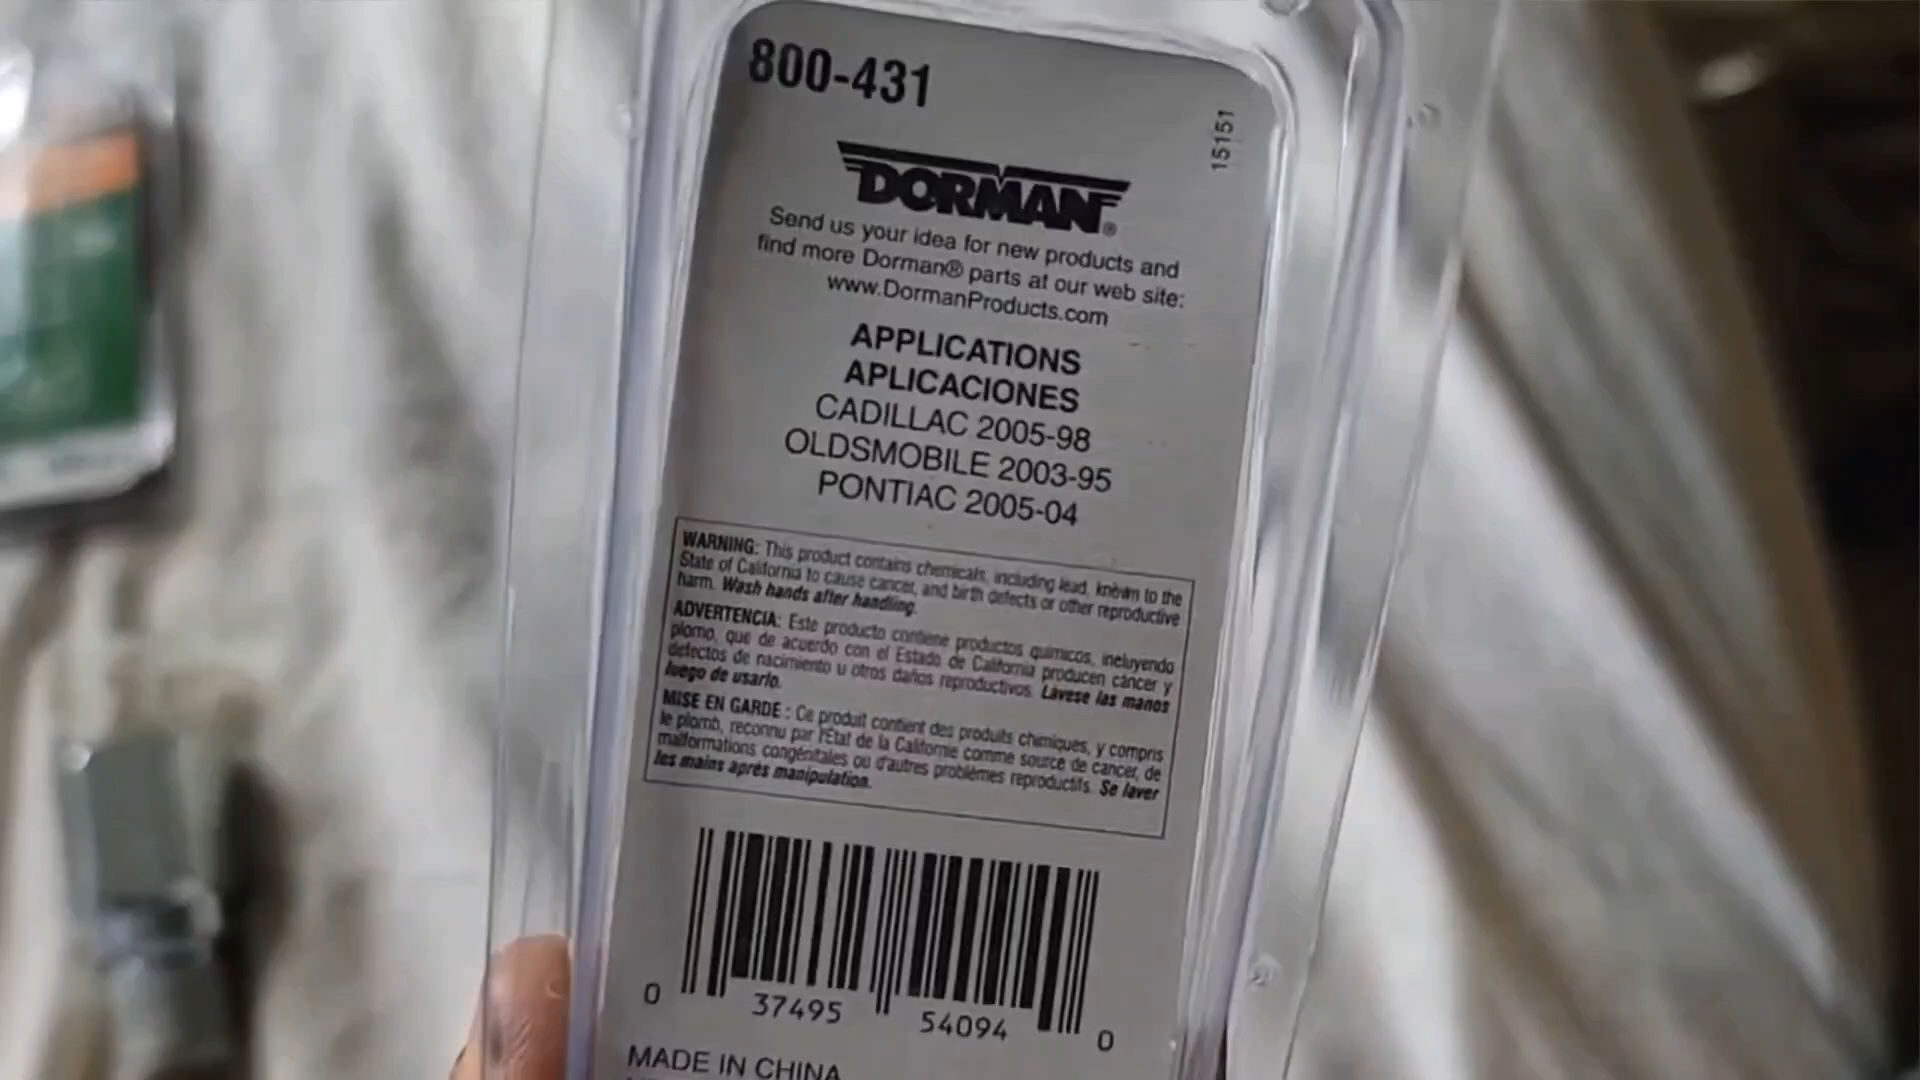 800-431
15151
DORMAN®
Send us your idea for new products and
find more Dorman® parts at our web site:
www.DormanProducts.com
APPLICATIONS
APLICACIONES
CADILLAC 2005-98
OLDSMOBILE 2003-95
PONTIAC 2005-04
WARNING: This product contains chemicals, including lead, known to the
State of California to cause cancer, and birth defects or other reproductive
harm. Wash hands after handling.
ADVERTENCIA: Este producto contiene productos químicos, incluyendo
plomo, que de acuerdo con el Estado de California producen cáncer y
defectos de nacimiento u otros daños reproductivos. Lávese las manos
luego de usarlo.
MISE EN GARDE : Ce produit contient des produits chimiques, y compris
le plomb, reconnu par l'État de la Californie comme source de cancer, de
malformations congénitales ou d'autres problèmes reproductifs. Se laver
les mains après manipulation.
0 37495 54094 0
MADE IN CHINA